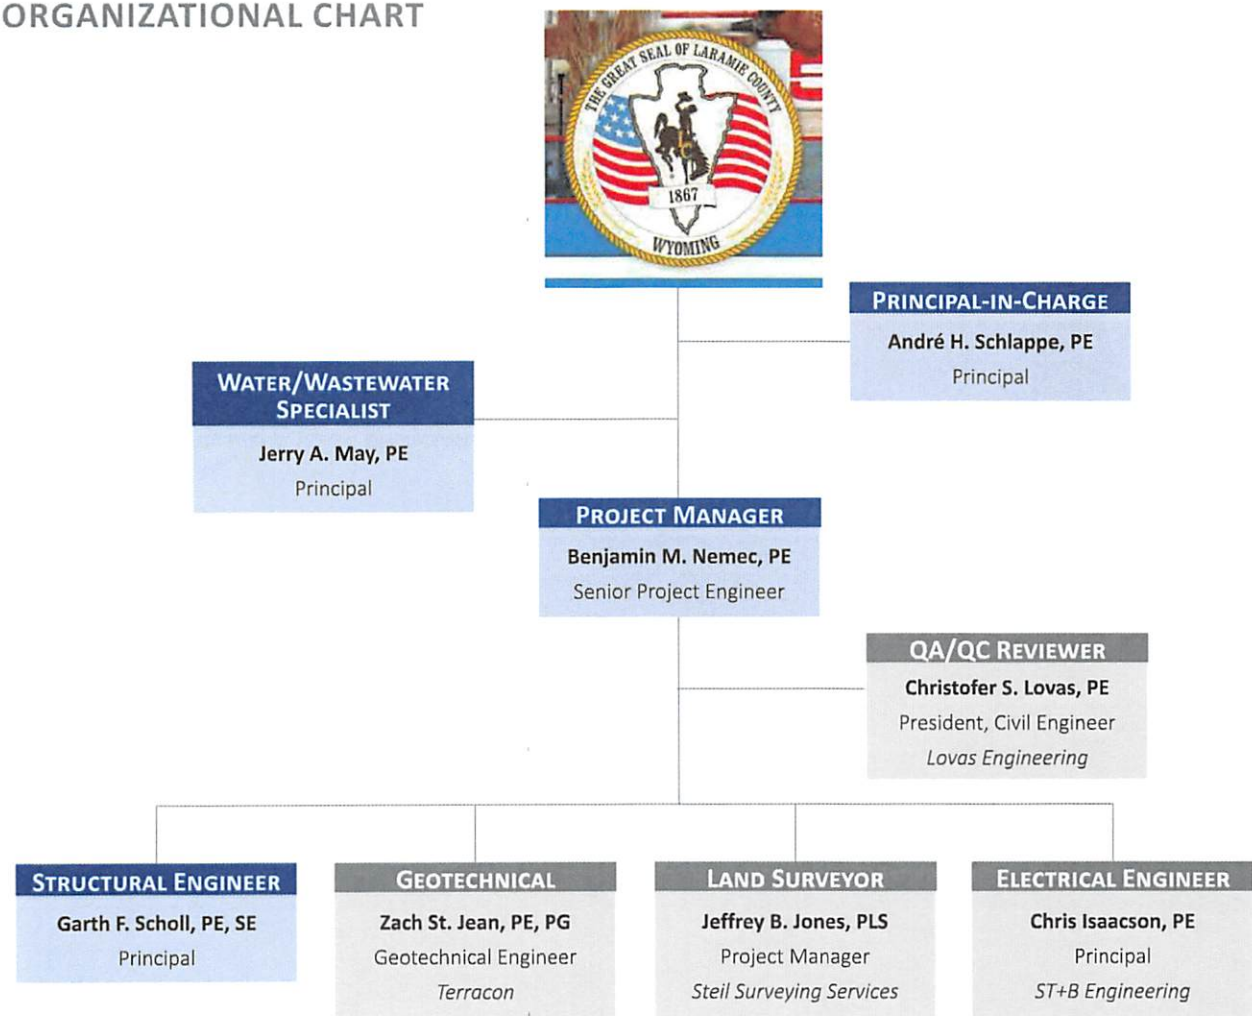 ORGANIZATIONAL CHART
THE GREAT SEAL OF LARAMIE COUNTY
1867
WYOMING
PRINCIPAL-IN-CHARGE
André H. Schlappe, PE
Principal
WATER/WASTEWATER
SPECIALIST
Jerry A. May, PE
Principal
PROJECT MANAGER
Benjamin M. Nemec, PE
Senior Project Engineer
QA/QC REVIEWER
Christofer S. Lovas, PE
President, Civil Engineer
Lovas Engineering
STRUCTURAL ENGINEER
Garth F. Scholl, PE, SE
Principal
GEOTECHNICAL
Zach St. Jean, PE, PG
Geotechnical Engineer
Terracon
LAND SURVEYOR
Jeffrey B. Jones, PLS
Project Manager
Steil Surveying Services
ELECTRICAL ENGINEER
Chris Isaacson, PE
Principal
ST+B Engineering